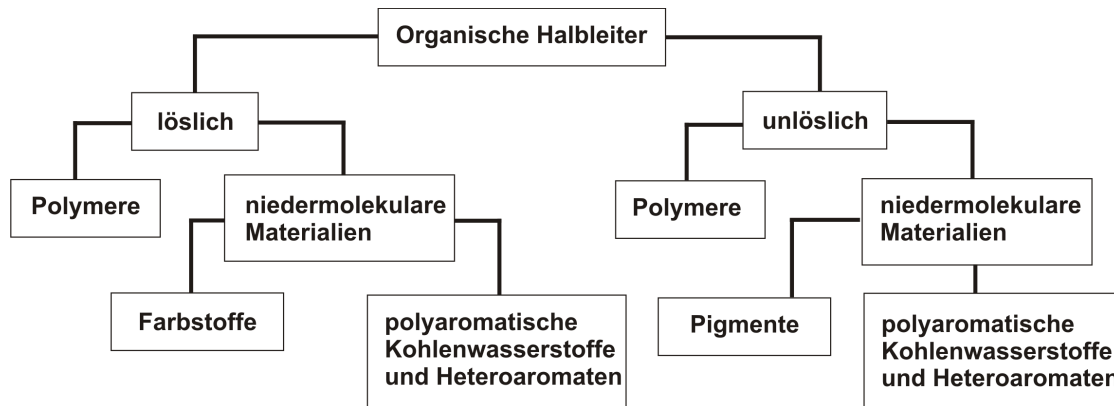 Organische Halbleiter
löslich
unlöslich
Polymere
niedermolekulare
Materialien
Polymere
niedermolekulare
Materialien
Farbstoffe
polyaromatische
Kohlenwasserstoffe
und Heteroaromaten
Pigmente
polyaromatische
Kohlenwasserstoffe
und Heteroaromaten